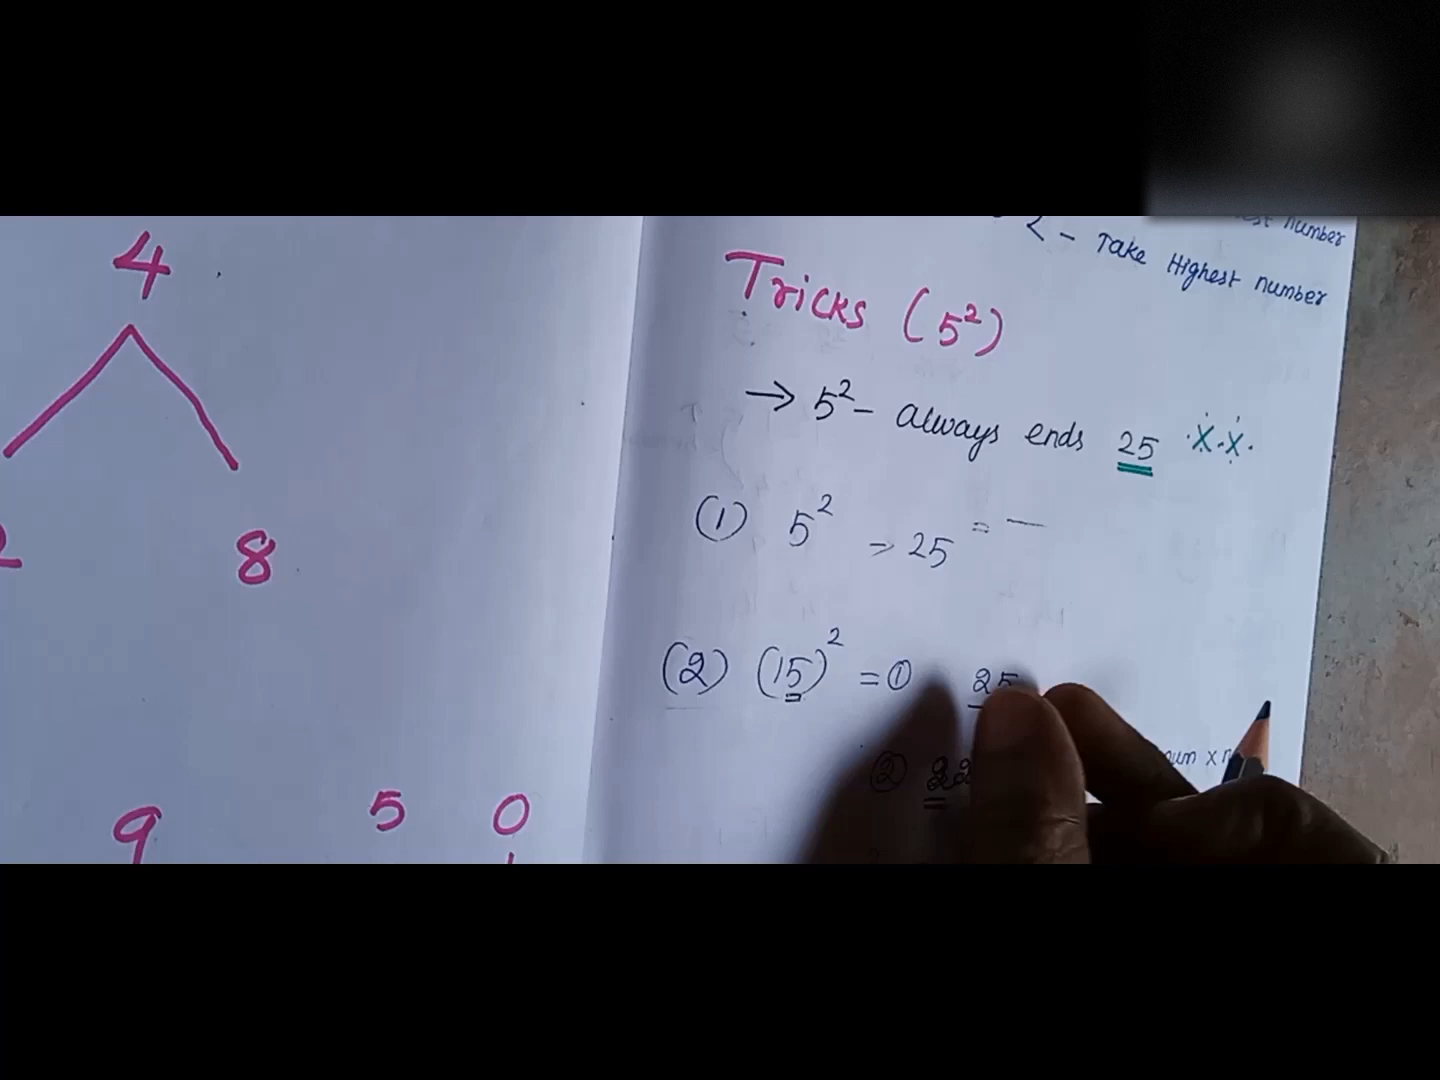 4
8
9 5 0
number
< - Take Highest number
Tricks (5²)
→ 5² - always ends 25 ·X·X·
(1) 5² = 25 = —
(2) (15)² = ① 25
②